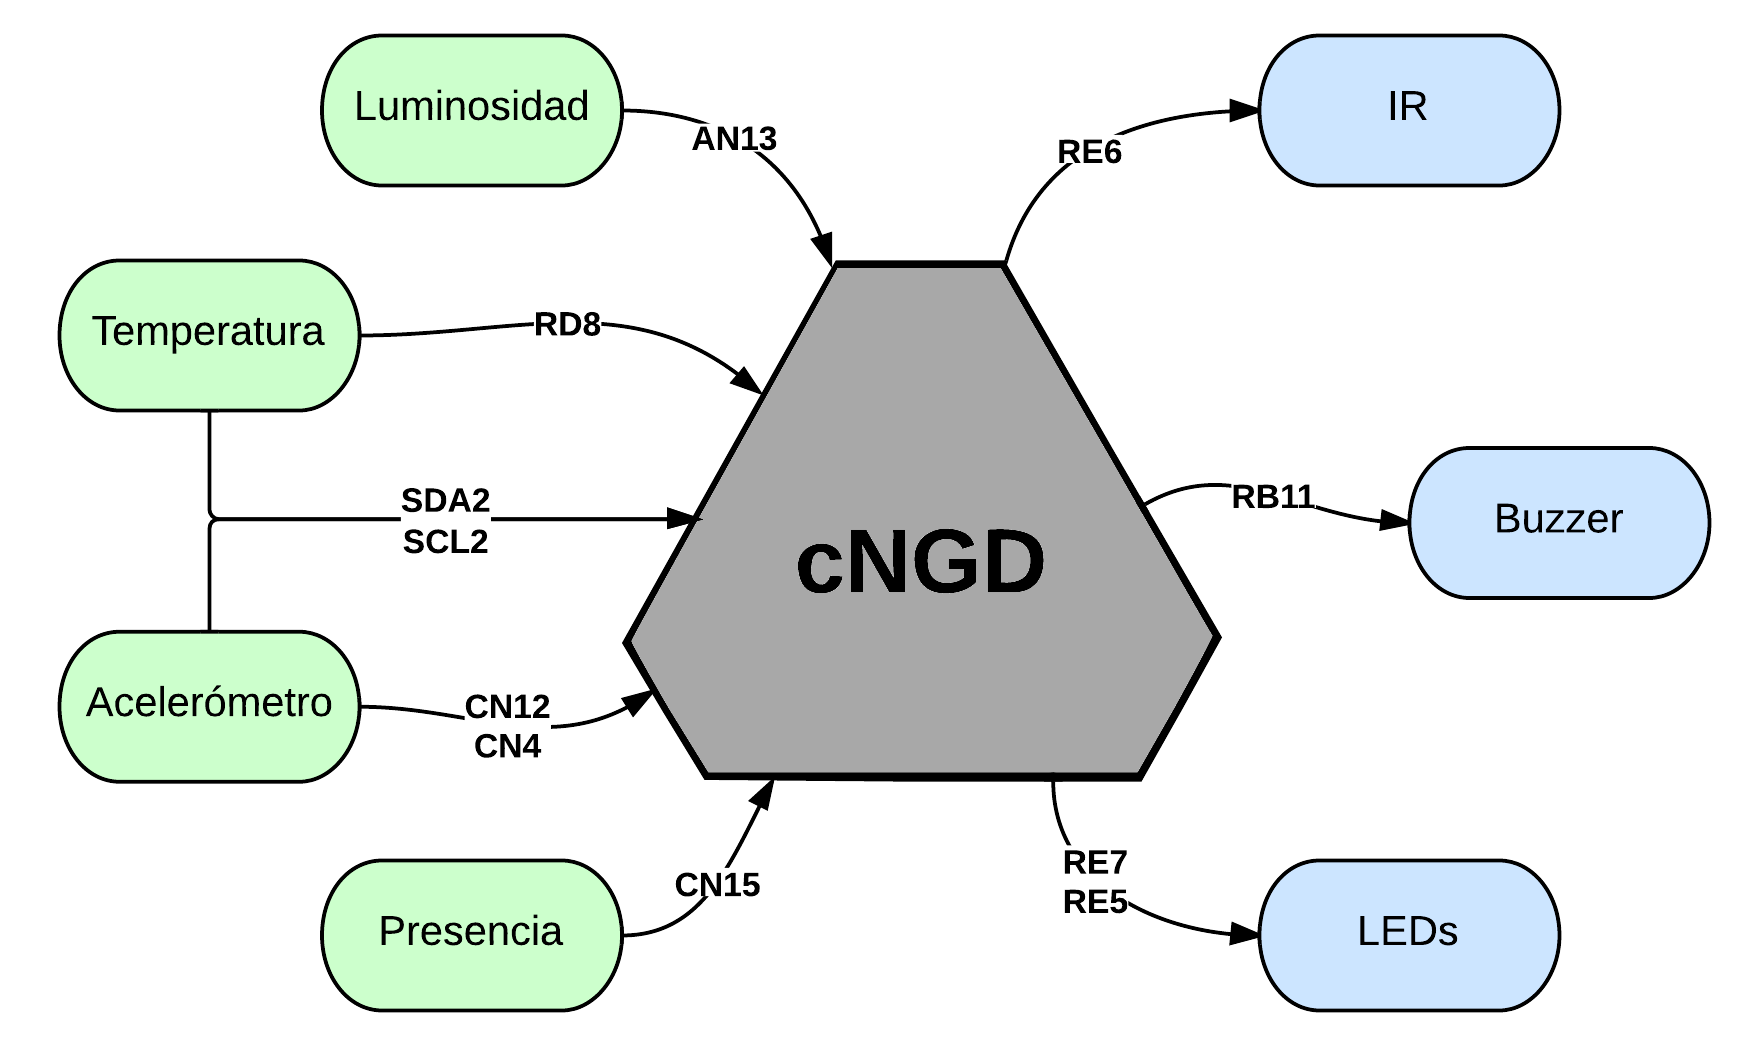 Luminosidad
AN13
RE6
IR
Temperatura
RD8
SDA2
SCL2
cNGD
RB11
Buzzer
Acelerómetro
CN12
CN4
Presencia
CN15
RE7
RE5
LEDs